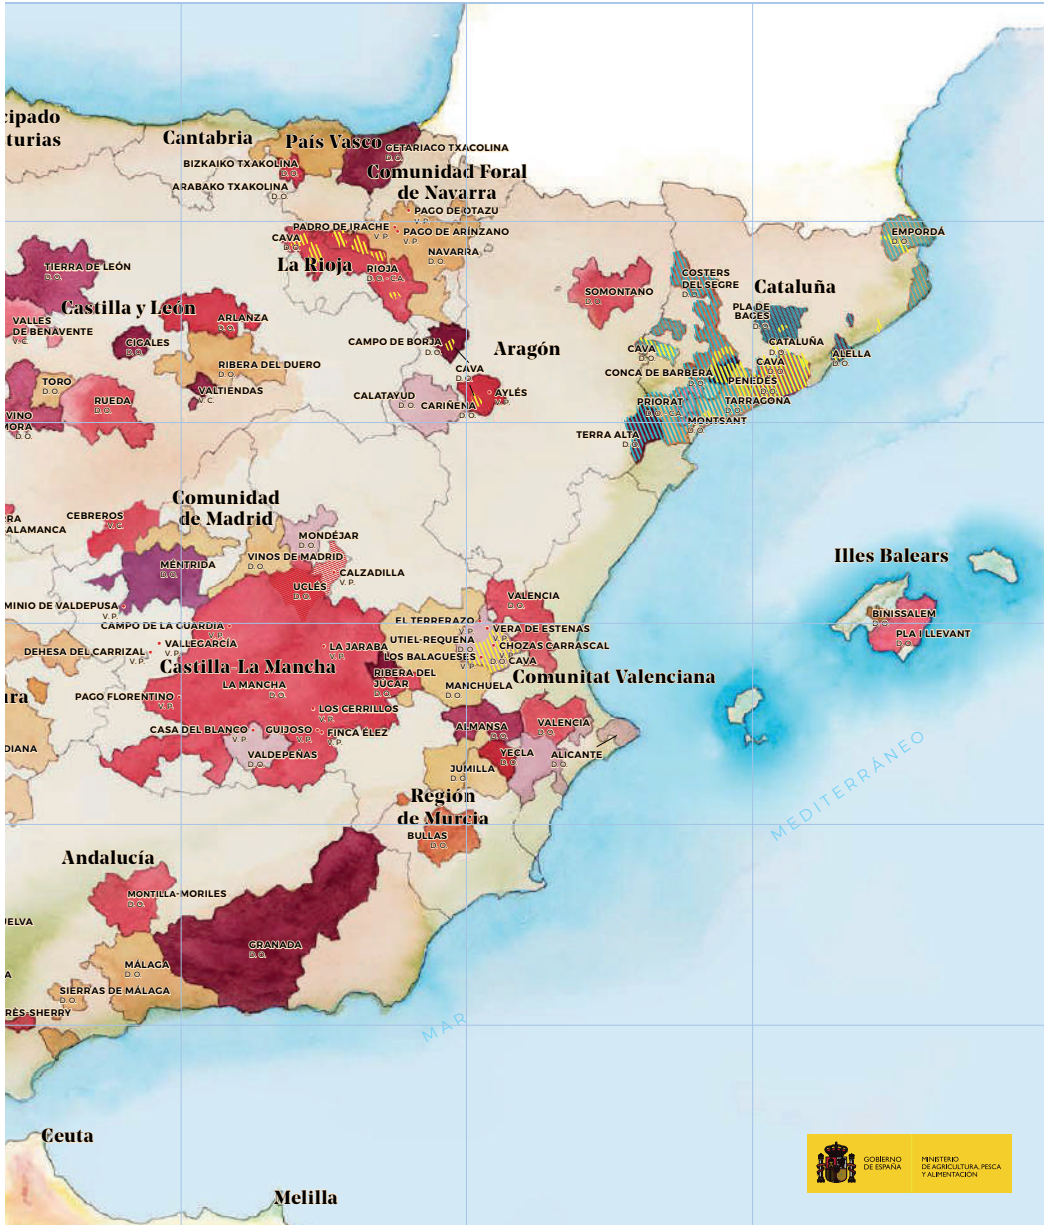 cipado
turias
Cantabria
País Vasco
GETARIACO TXACOLINA
D.O.
BIZKAIKO TXAKOLINA
D.O.
ARABAKO TXAKOLINA
D.O.
Comunidad Foral
de Navarra
PAGO DE OTAZU
V.P.
PADRO DE IRACHE
V.P.
PAGO DE ARÍNZANO
V.P.
CAVA
D.O.
NAVARRA
D.O.
La Rioja
RIOJA
D.O.-CA.
EMPORDÁ
D.O.
TIERRA DE LEÓN
D.O.
SOMONTANO
D.O.
COSTERS
DEL SEGRE
D.O.
Cataluña
Castilla y León
VALLES
DE BENAVENTE
V.C.
ARLANZA
D.O.
PLA DE
BAGES
D.O.
CIGALES
D.O.
CAMPO DE BORJA
D.O.
Aragón
CAVA
D.O.
CATALUÑA
D.O.
ALELLA
D.O.
RIBERA DEL DUERO
D.O.
CAVA
D.O.
CAVA
CONCA DE BARBERÁ
D.O.
PENEDÉS
D.O.
TORO
D.O.
VALTIENDAS
V.C.
CALATAYUD
D.O.
CARIÑENA
D.O.
AYLÉS
V.P.
RUEDA
D.O.
PRIORAT
D.O.-CA.
TARRAGONA
D.O.
VINO
MORA
D.O.
MONTSANT
D.O.
TERRA ALTA
D.O.
Comunidad
de Madrid
RRA
ALAMANCA
CEBREROS
V.C.
MONDÉJAR
D.O.
MÉNTRIDA
D.O.
VINOS DE MADRID
D.O.
CALZADILLA
V.P.
UCLÉS
D.O.
Illes Balears
MINIO DE VALDEPUSA
V.P.
VALENCIA
D.O.
BINISSALEM
D.O.
PLA I LLEVANT
D.O.
CAMPO DE LA GUARDIA
V.P.
EL TERRERAZO
V.P.
VERA DE ESTENAS
V.P.
VALLEGARCÍA
V.P.
DEHESA DEL CARRIZAL
V.P.
LA JARABA
V.P.
UTIEL-REQUENA
D.O.
CHOZAS CARRASCAL
V.P.
LOS BALAGUESES
V.P.
D.O. CAVA
Castilla-La Mancha
RIBERA DEL
JÚCAR
D.O.
Comunitat Valenciana
LA MANCHA
D.O.
MANCHUELA
D.O.
ura
PAGO FLORENTINO
V.P.
LOS CERRILLOS
V.P.
CASA DEL BLANCO
V.P.
GUIJOSO
V.P.
FINCA ÉLEZ
V.P.
ALMANSA
D.O.
VALENCIA
D.O.
DIANA
VALDEPEÑAS
D.O.
YECLA
D.O.
ALICANTE
D.O.
JUMILLA
D.O.
MEDITERRÁNEO
Región
de Murcia
BULLAS
D.O.
Andalucía
MONTILLA-MORILES
D.O.
UELVA
GRANADA
D.O.
A
MÁLAGA
D.O.
SIERRAS DE MÁLAGA
D.O.
RÈS-SHERRY
MAR
Ceuta
Melilla
GOBIERNO
DE ESPAÑA
MINISTERIO
DE AGRICULTURA, PESCA
Y ALIMENTACIÓN